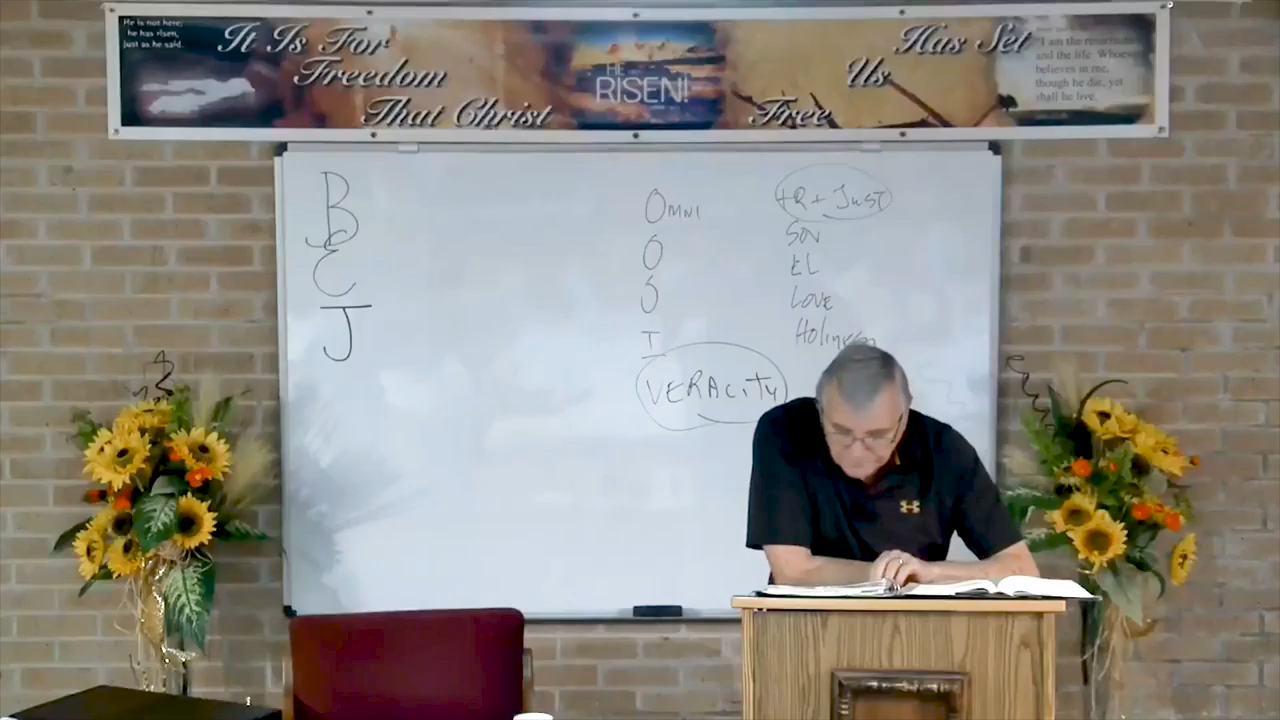 He is not here;
he has risen,
just as he said.
It Is For
Freedom
That Christ
HE
RISEN!
Has Set
Us
Free
"I am the resurrection
and the life. Whoever
believes in me,
though he die, yet
shall he live.
B
E
J
OMNI
O
S
I
VERACITY
+R + JUST
SOV
EL
LOVE
Holiness